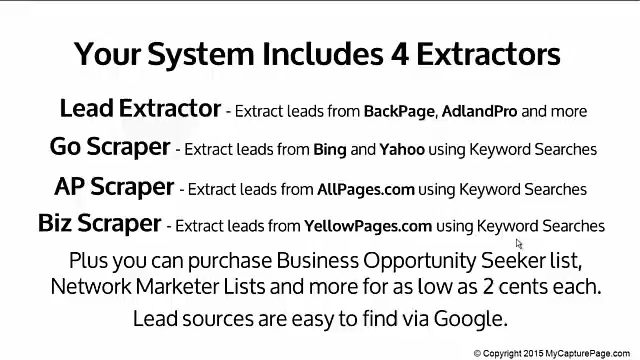 Your System Includes 4 Extractors
Lead Extractor - Extract leads from BackPage, AdlandPro and more
Go Scraper - Extract leads from Bing and Yahoo using Keyword Searches
AP Scraper - Extract leads from AllPages.com using Keyword Searches
Biz Scraper - Extract leads from YellowPages.com using Keyword Searches
Plus you can purchase Business Opportunity Seeker list,
Network Marketer Lists and more for as low as 2 cents each.
Lead sources are easy to find via Google.
© Copyright 2015 MyCapturePage.com